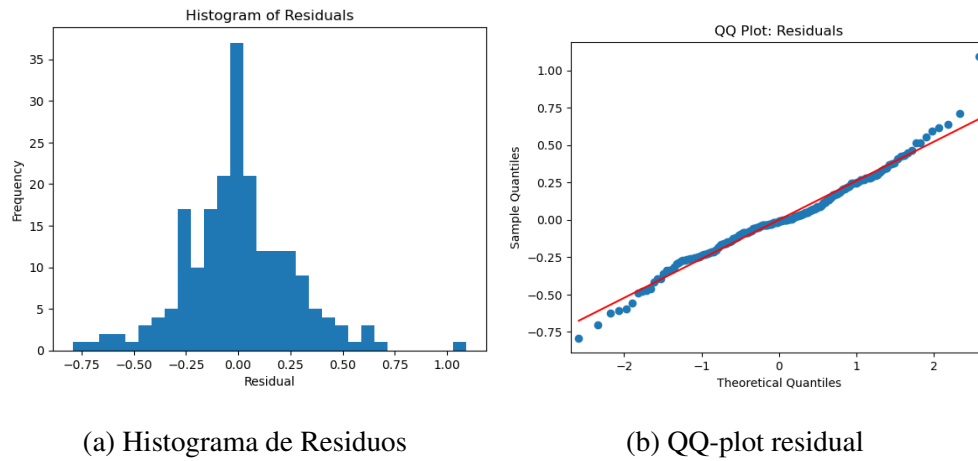 Histogram of Residuals
Frequency
35
30
25
20
15
10
5
0
−0.75 −0.50 −0.25 0.00 0.25 0.50 0.75 1.00
Residual
(a) Histograma de Residuos
QQ Plot: Residuals
Sample Quantiles
1.00
0.75
0.50
0.25
0.00
−0.25
−0.50
−0.75
−2 −1 0 1 2
Theoretical Quantiles
(b) QQ-plot residual